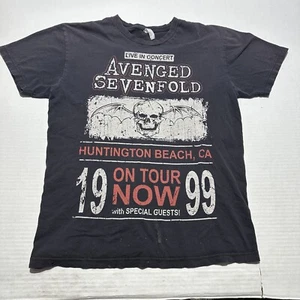 LIVE IN CONCERT
AVENGED
SEVENFOLD
HUNTINGTON BEACH, CA
19 ON TOUR NOW 99
with SPECIAL GUESTS!